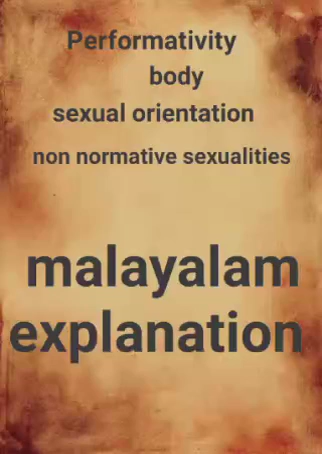 Performativity
body
sexual orientation
non normative sexualities
malayalam
explanation